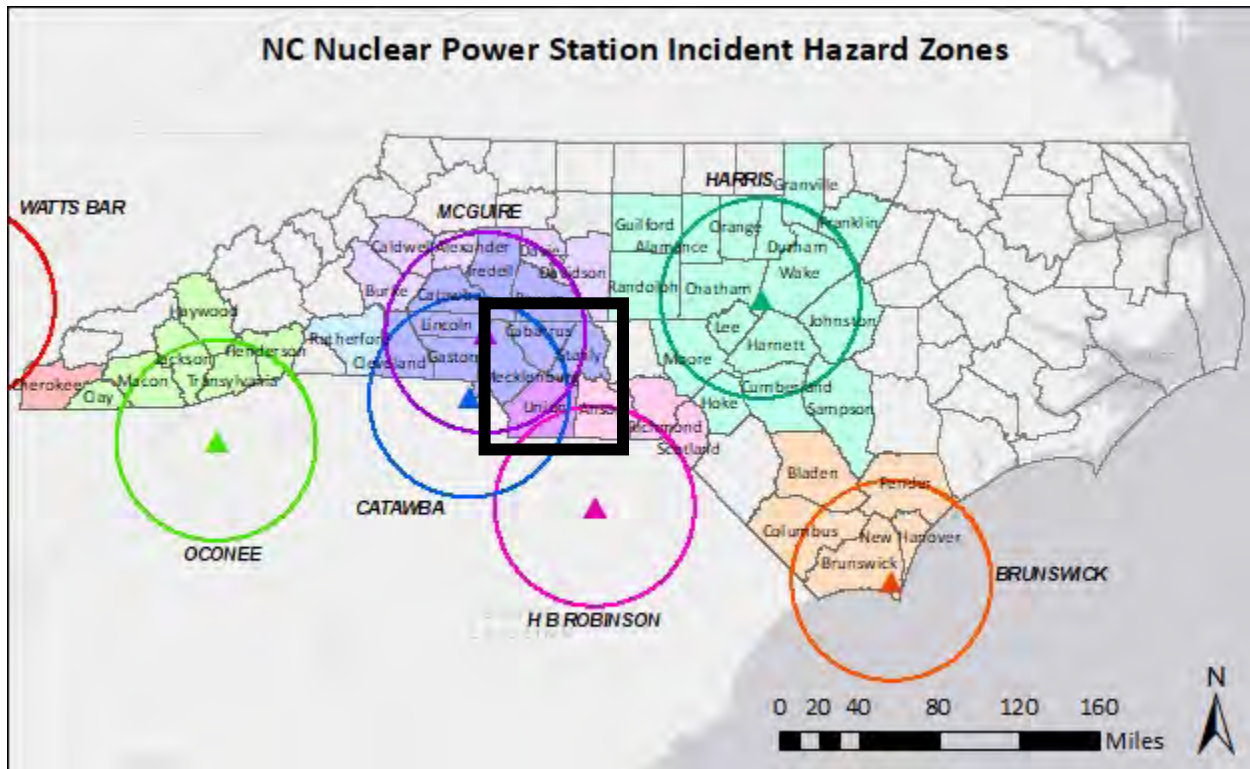 NC Nuclear Power Station Incident Hazard Zones
WATTS BAR
MCGUIRE
HARRIS
Granville
Guilford
Orange
Franklin
Caldwell
Alexander
Davie
Alamance
Durham
Iredell
Davidson
Wake
Burke
Catawba
Randolph
Chatham
Haywood
Lincoln
Cabarrus
Lee
Johnston
Rutherford
Jackson
Henderson
Cleveland
Gaston
Stanly
Moore
Harnett
Cherokee
Macon
Transylvania
Mecklenburg
Cumberland
Clay
Union
Anso
Hoke
Sampson
Richmond
Scotland
Bladen
Pender
CATAWBA
Columbus
New Hanover
OCONEE
Brunswick
BRUNSWICK
H B ROBINSON
N
0 20 40 80 120 160
Miles